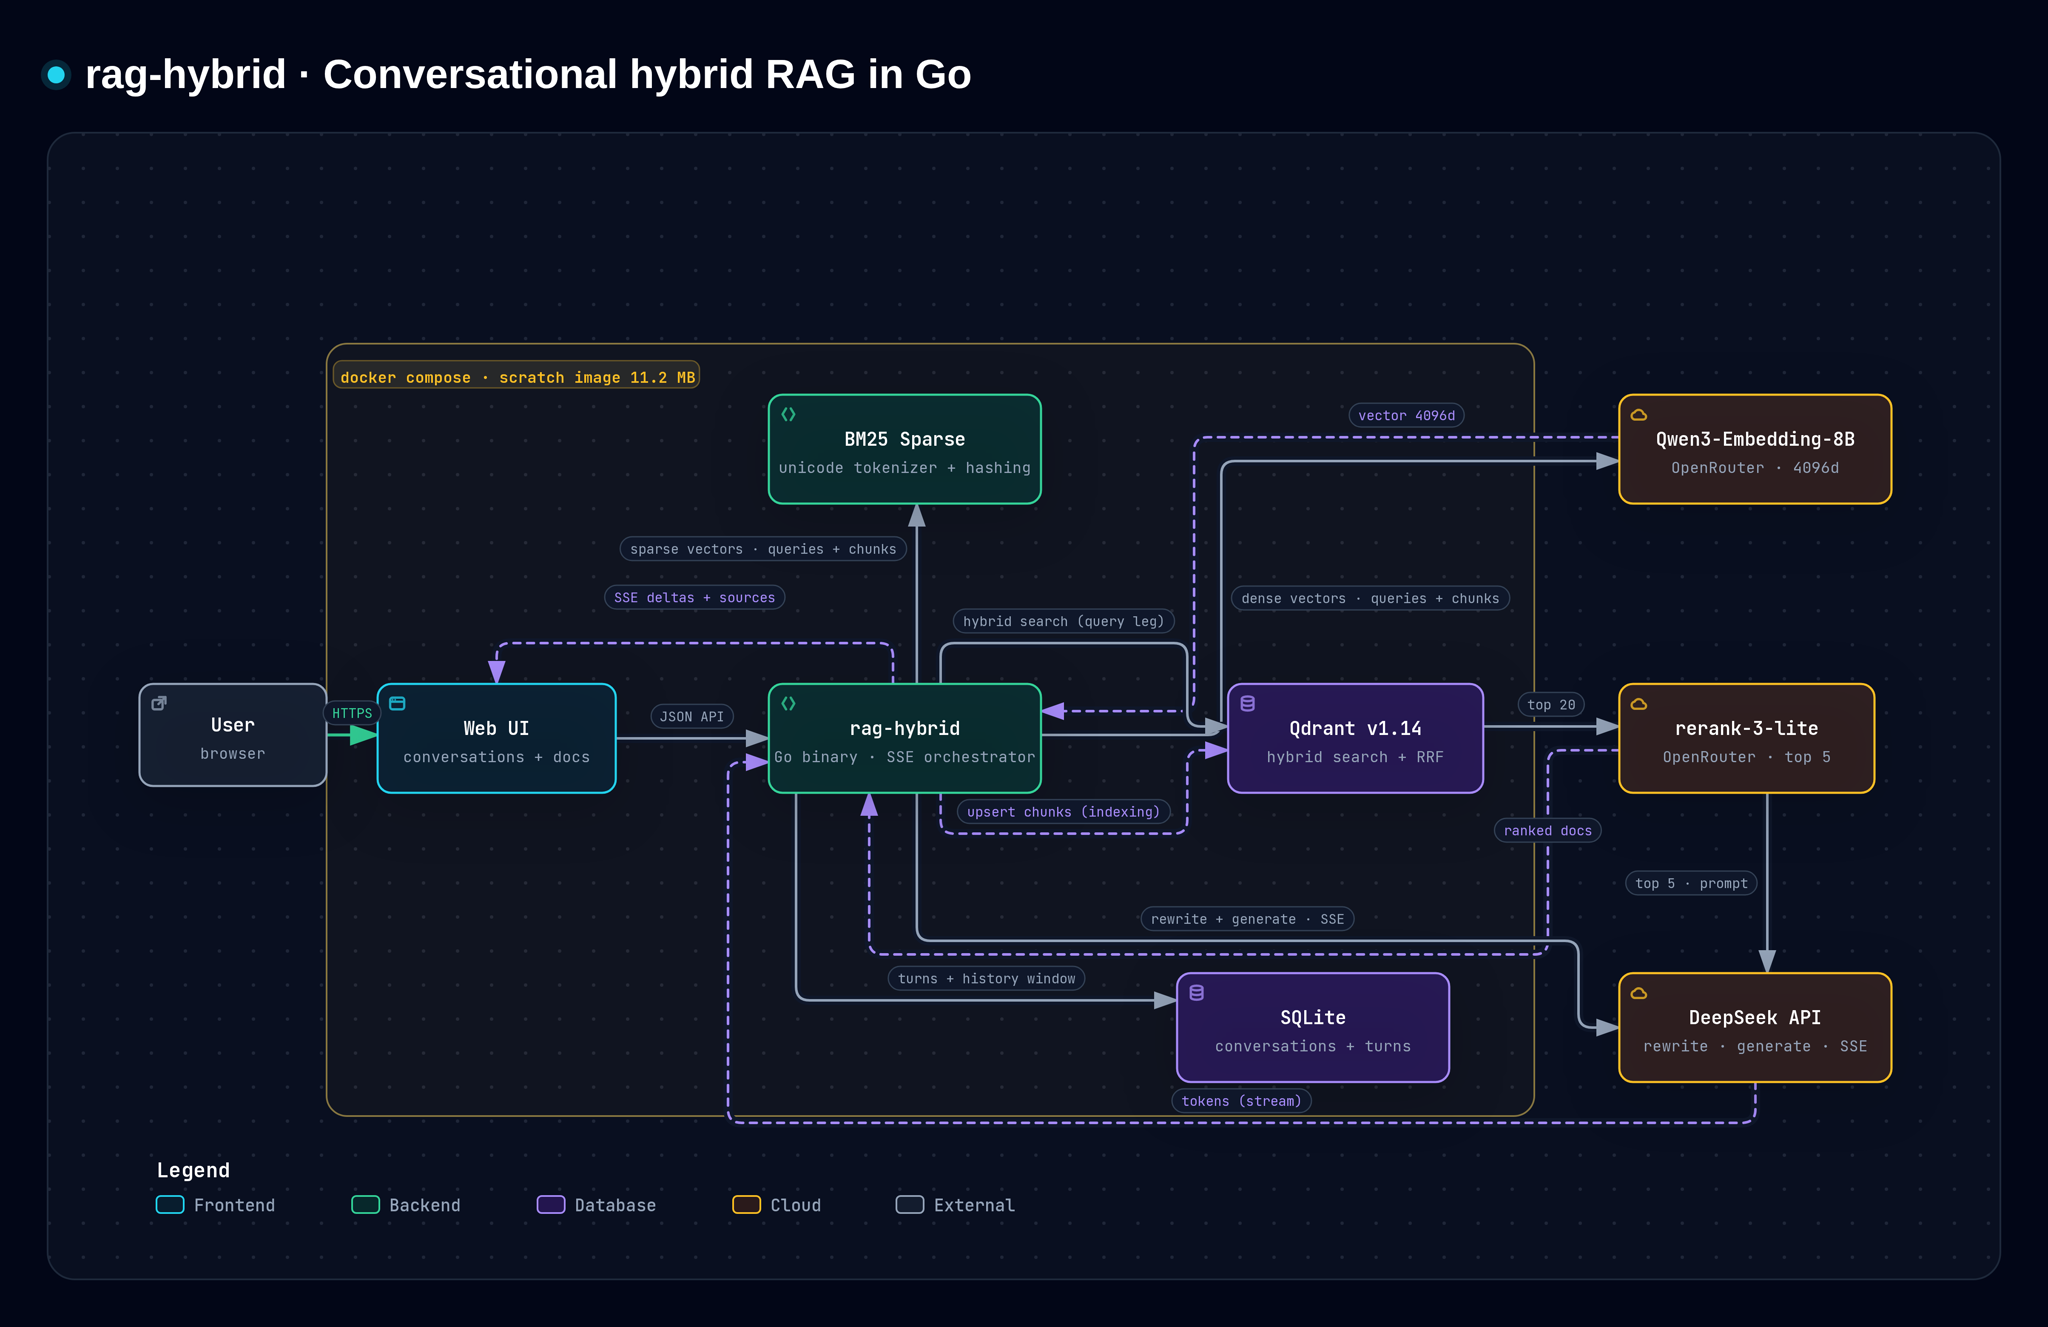 rag-hybrid · Conversational hybrid RAG in Go
docker compose · scratch image 11.2 MB
BM25 Sparse
unicode tokenizer + hashing
vector 4096d
Qwen3-Embedding-8B
OpenRouter · 4096d
sparse vectors · queries + chunks
SSE deltas + sources
dense vectors · queries + chunks
hybrid search (query leg)
User
browser
HTTPS
Web UI
conversations + docs
JSON API
rag-hybrid
Go binary · SSE orchestrator
Qdrant v1.14
hybrid search + RRF
top 20
rerank-3-lite
OpenRouter · top 5
upsert chunks (indexing)
ranked docs
top 5 · prompt
rewrite + generate · SSE
turns + history window
SQLite
conversations + turns
DeepSeek API
rewrite · generate · SSE
tokens (stream)
Legend
Frontend
Backend
Database
Cloud
External